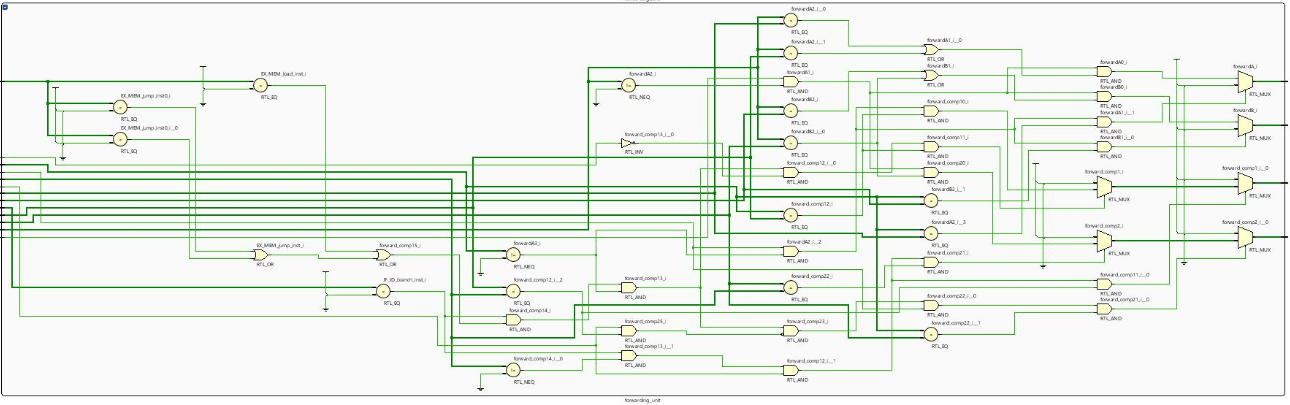 forwardA2_i__0
RTL_EQ
forwardA2_i__1
RTL_EQ
forwardA1_i__0
RTL_OR
forwardB1_i
RTL_OR
EX_MEM_load_inst_i
RTL_EQ
forwardA2_i
RTL_NEQ
forwardB1_i
RTL_AND
forwardA0_i
RTL_AND
forwardA_i
RTL_MUX
EX_MEM_jump_inst0_i
RTL_EQ
forwardB2_i
RTL_EQ
forward_comp10_i
RTL_AND
forwardB0_i
RTL_AND
forwardB_i
RTL_MUX
EX_MEM_jump_inst0_i__0
RTL_EQ
forward_comp13_i__0
RTL_INV
forwardB2_i__0
RTL_EQ
forward_comp11_i
RTL_AND
forwardA1_i__1
RTL_AND
forwardB1_i__0
RTL_AND
forward_comp12_i__0
RTL_AND
forward_comp20_i
RTL_AND
forward_comp1_i
RTL_MUX
forward_comp1_i__0
RTL_MUX
forwardB2_i__1
RTL_EQ
forward_comp12_i
RTL_EQ
forwardA2_i__3
RTL_EQ
forward_comp2_i
RTL_MUX
forward_comp2_i__0
RTL_MUX
EX_MEM_jump_inst_i
RTL_OR
forward_comp15_i
RTL_OR
forwardA3_i
RTL_NEQ
forwardA2_i__2
RTL_AND
forward_comp21_i
RTL_AND
IF_ID_branch_inst_i
RTL_EQ
forward_comp12_i__2
RTL_EQ
forward_comp13_i
RTL_AND
forward_comp22_i
RTL_EQ
forward_comp11_i__0
RTL_AND
forward_comp22_i__0
RTL_AND
forward_comp21_i__0
RTL_AND
forward_comp14_i
RTL_AND
forward_comp23_i
RTL_AND
forward_comp22_i__1
RTL_EQ
forward_comp13_i__1
RTL_AND
forward_comp14_i__0
RTL_NEQ
forward_comp12_i__1
RTL_AND
forwarding_unit